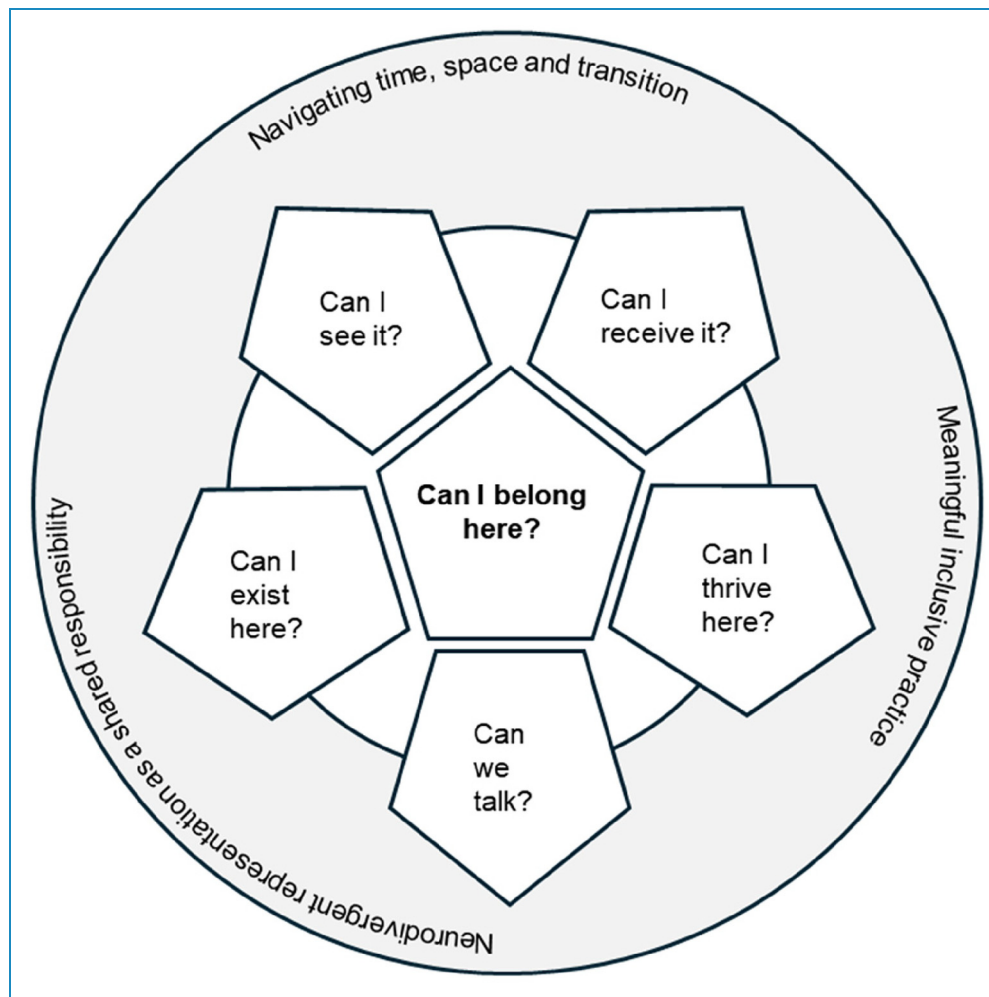 Navigating time, space and transition
Can I
see it?
Can I
receive it?
Can I belong
here?
Can I
exist
here?
Can I
thrive
here?
Can
we
talk?
Meaningful inclusive practice
Neurodivergent representation as a shared responsibility